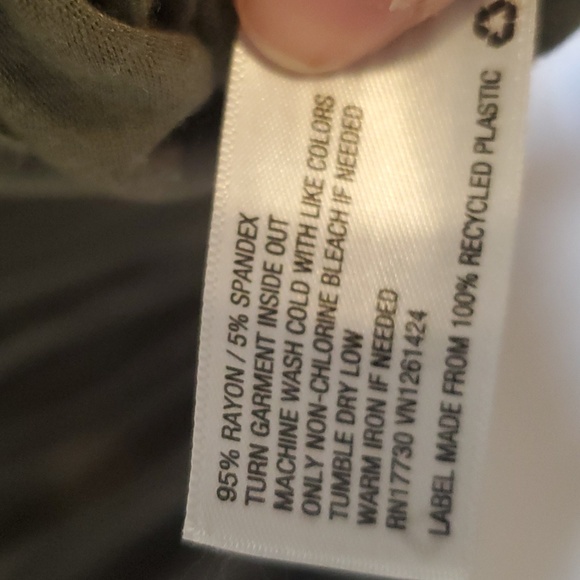 95% RAYON / 5% SPANDEX
TURN GARMENT INSIDE OUT
MACHINE WASH COLD WITH LIKE COLORS
ONLY NON-CHLORINE BLEACH IF NEEDED
TUMBLE DRY LOW
WARM IRON IF NEEDED
RN17730 VN1261424
LABEL MADE FROM 100% RECYCLED PLASTIC